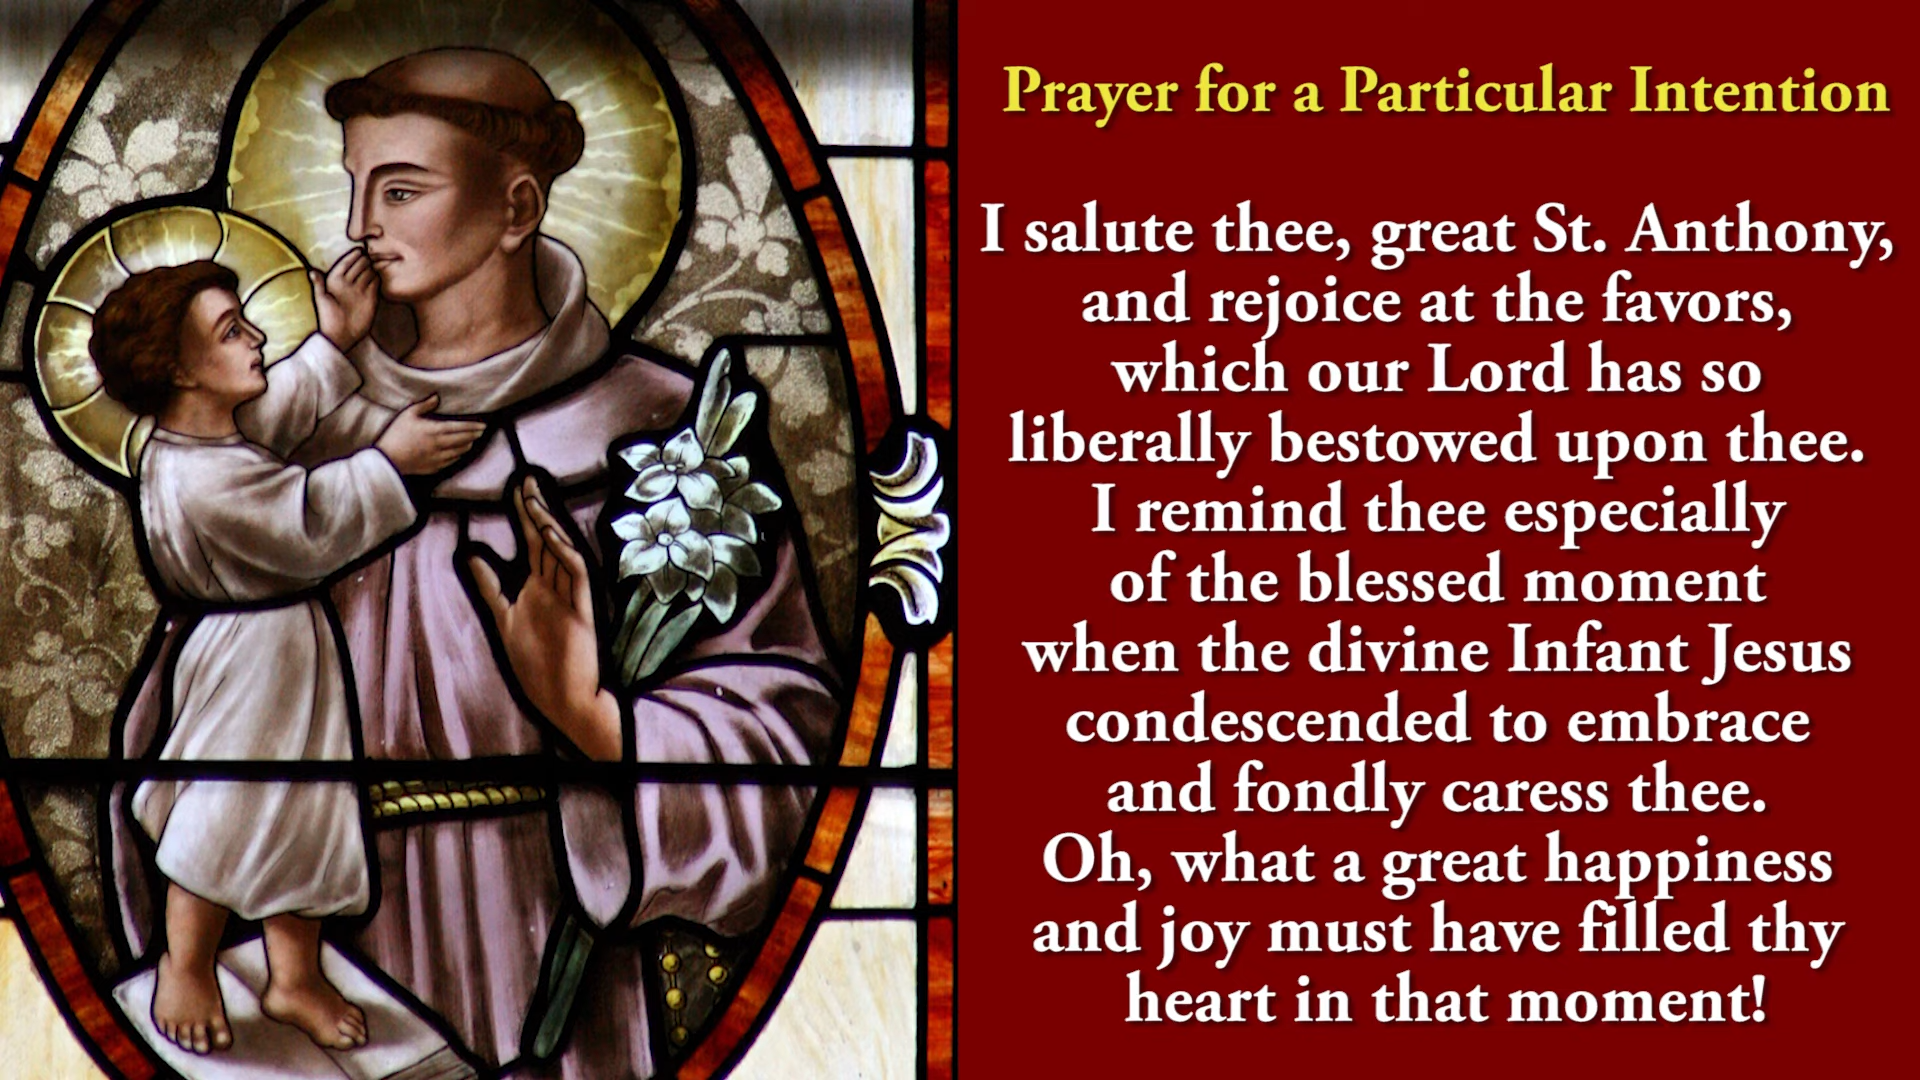 Prayer for a Particular Intention
I salute thee, great St. Anthony,
and rejoice at the favors,
which our Lord has so
liberally bestowed upon thee.
I remind thee especially
of the blessed moment
when the divine Infant Jesus
condescended to embrace
and fondly caress thee.
Oh, what a great happiness
and joy must have filled thy
heart in that moment!